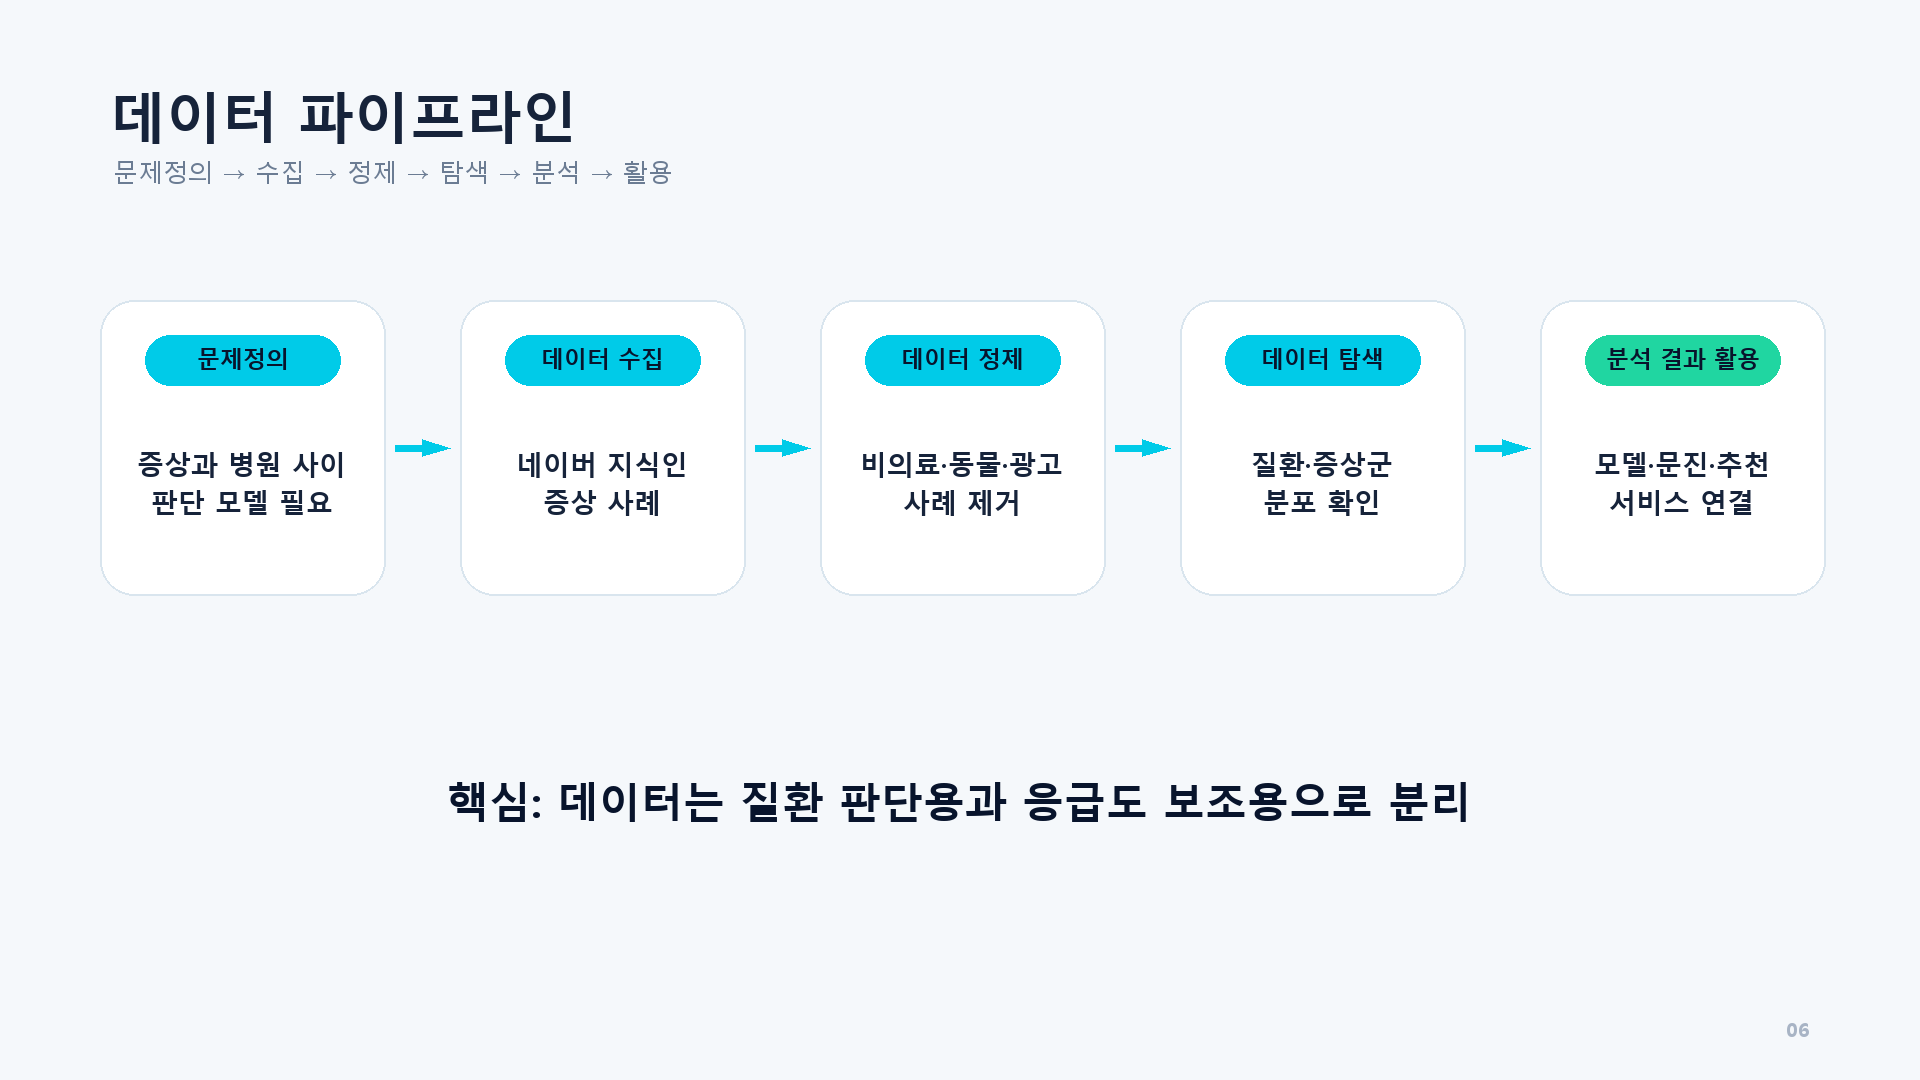 데이터 파이프라인
문제정의 → 수집 → 정제 → 탐색 → 분석 → 활용
문제정의
증상과 병원 사이
판단 모델 필요
데이터 수집
네이버 지식인
증상 사례
데이터 정제
비의료·동물·광고
사례 제거
데이터 탐색
질환·증상군
분포 확인
분석 결과 활용
모델·문진·추천
서비스 연결
핵심: 데이터는 질환 판단용과 응급도 보조용으로 분리
06